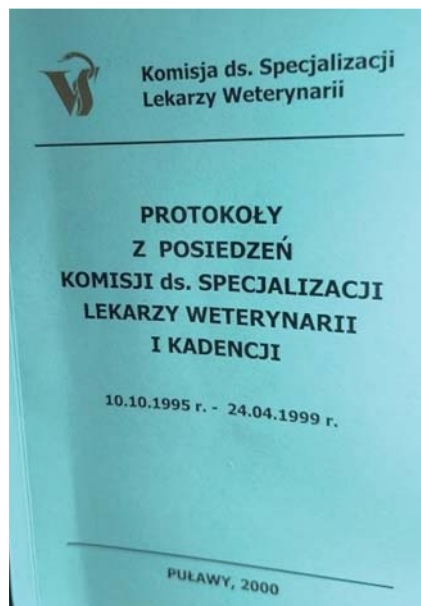 Komisja ds. Specjalizacji
Lekarzy Weterynarii
PROTOKOŁY
Z POSIEDZEŃ
KOMISJI ds. SPECJALIZACJI
LEKARZY WETERYNARII
I KADENCJI
10.10.1995 r. - 24.04.1999 r.
PUŁAWY, 2000